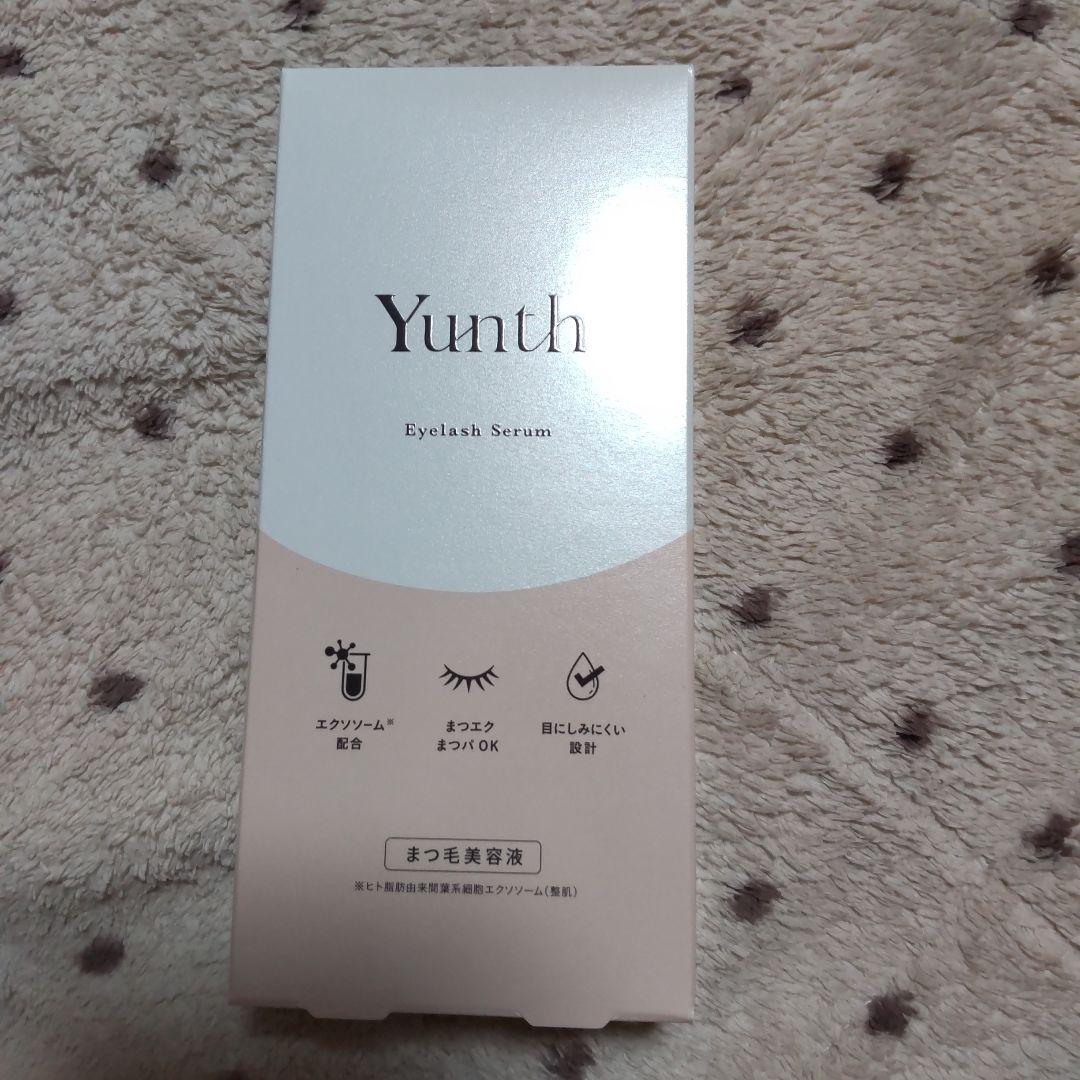 Yunth
Eyelash Serum
エクソソーム※
配合
まつエク
まつパ OK
目にしみにくい
設計
まつ毛美容液
※ヒト脂肪由来間葉系細胞エクソソーム(整肌)